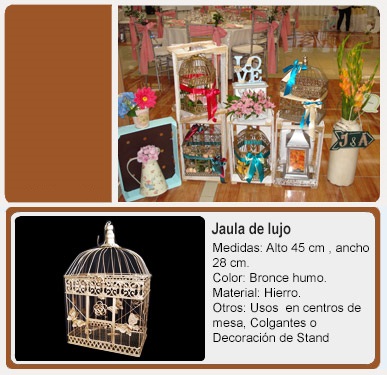 LOVE
J&A
Jaula de lujo
Medidas: Alto 45 cm , ancho
28 cm.
Color: Bronce humo.
Material: Hierro.
Otros: Usos en centros de
mesa, Colgantes o
Decoración de Stand